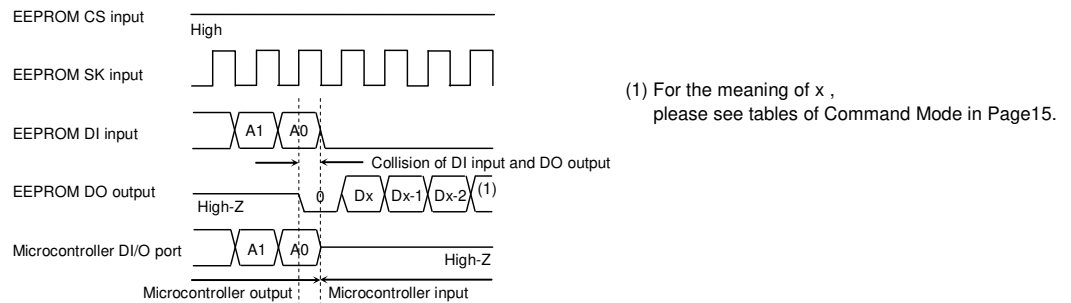 EEPROM CS input
High
EEPROM SK input
(1) For the meaning of x ,
please see tables of Command Mode in Page15.
EEPROM DI input
A1
A0
Collision of DI input and DO output
EEPROM DO output
High-Z
0
Dx
Dx-1
Dx-2
(1)
Microcontroller DI/O port
A1
A0
High-Z
Microcontroller output
Microcontroller input